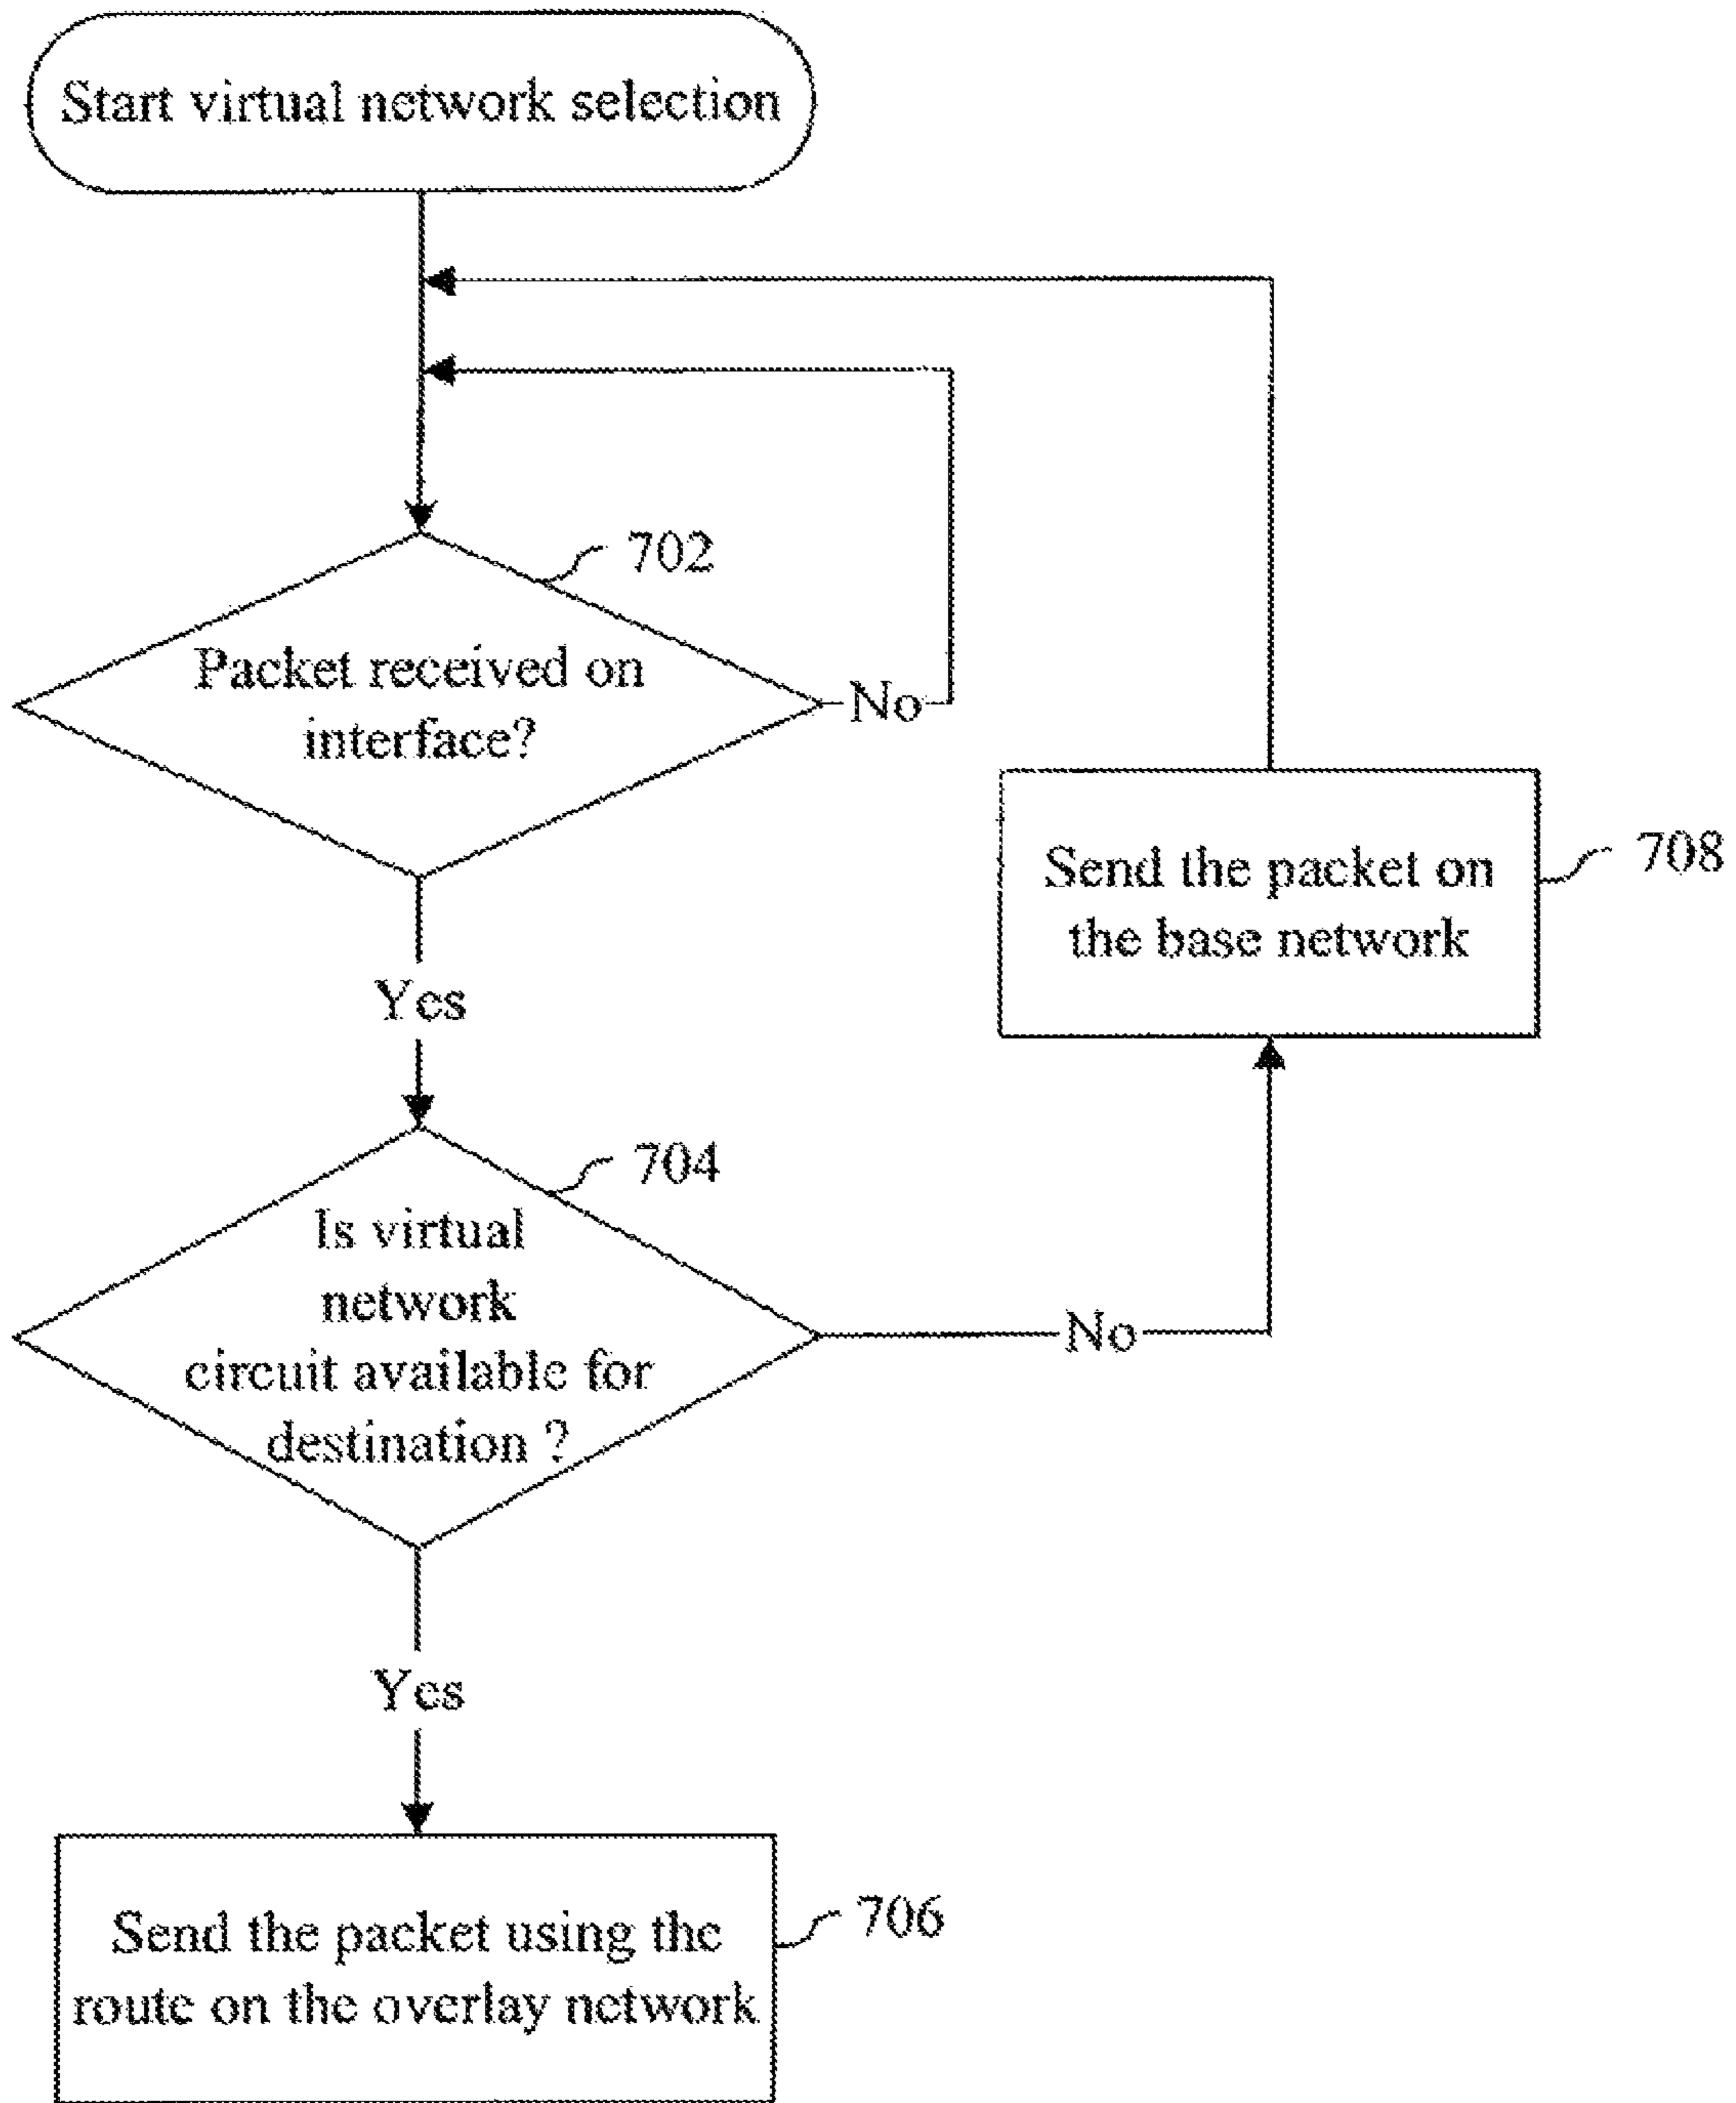 Start virtual network selection
702
Packet received on
interface?
No
708
Send the packet on
the base network
Yes
704
Is virtual
network
circuit available for
destination ?
No
Yes
706
Send the packet using the
route on the overlay network